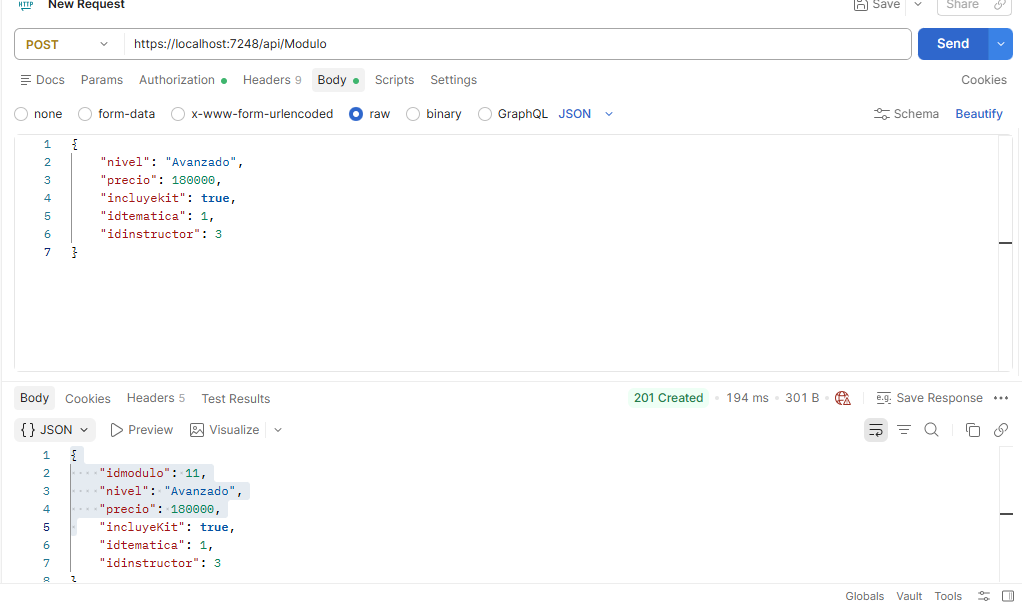 HTTP New Request Save Share
POST https://localhost:7248/api/Modulo Send
Docs Params Authorization Headers 9 Body Scripts Settings Cookies
none form-data x-www-form-urlencoded raw binary GraphQL JSON Schema Beautify
1 {
2 "nivel": "Avanzado",
3 "precio": 180000,
4 "incluyekit": true,
5 "idtematica": 1,
6 "idinstructor": 3
7 }
Body Cookies Headers 5 Test Results 201 Created 194 ms 301 B e.g. Save Response
{} JSON Preview Visualize
1 {
2 "idmodulo": 11,
3 "nivel": "Avanzado",
4 "precio": 180000,
5 "incluyeKit": true,
6 "idtematica": 1,
7 "idinstructor": 3
8 }
Globals Vault Tools